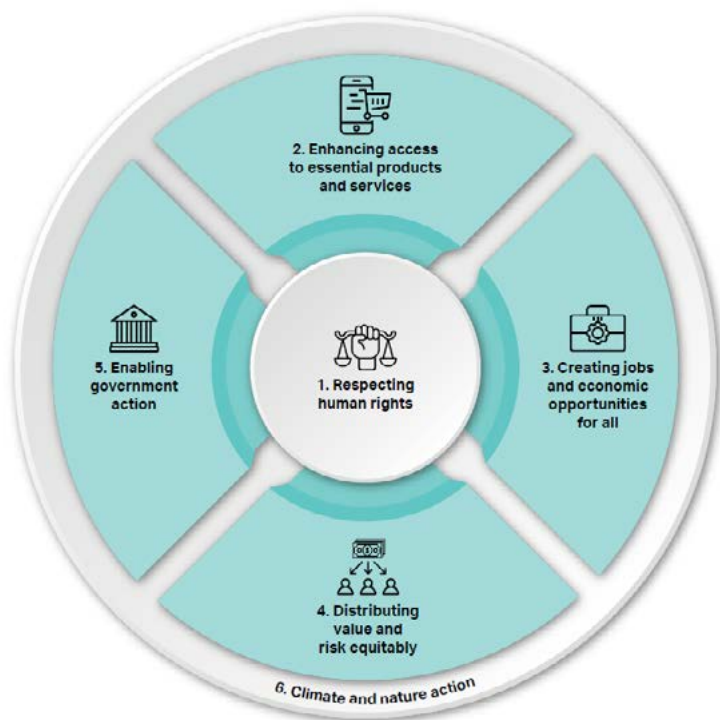 2. Enhancing access
to essential products
and services
1. Respecting
human rights
3. Creating jobs
and economic
opportunities
for all
5. Enabling
government
action
4. Distributing
value and
risk equitably
6. Climate and nature action